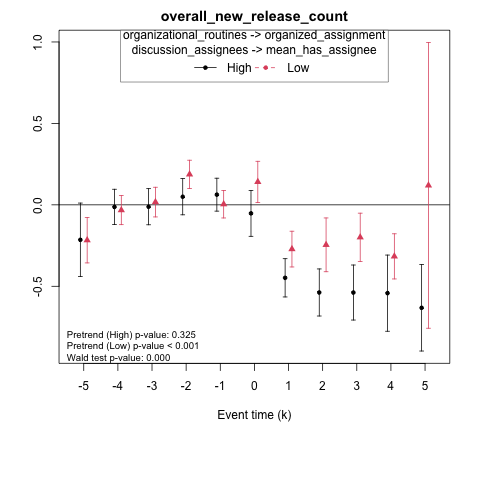 overall_new_release_count
organizational_routines -> organized_assignment
discussion_assignees -> mean_has_assignee
High Low
1.0
0.5
0.0
-0.5
Pretrend (High) p-value: 0.325
Pretrend (Low) p-value < 0.001
Wald test p-value: 0.000
-5 -4 -3 -2 -1 0 1 2 3 4 5
Event time (k)